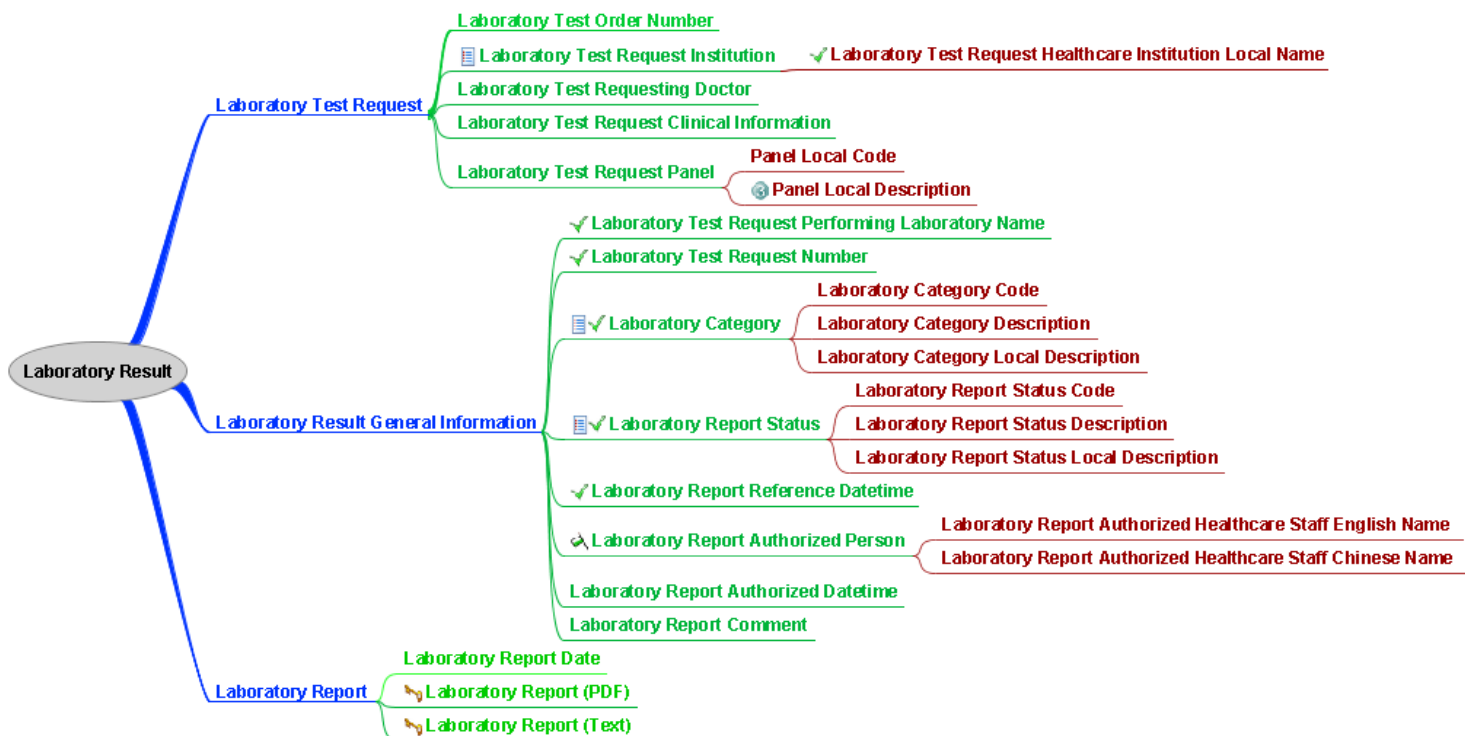 Laboratory Result
Laboratory Test Request
Laboratory Test Order Number
Laboratory Test Request Institution
Laboratory Test Request Healthcare Institution Local Name
Laboratory Test Requesting Doctor
Laboratory Test Request Clinical Information
Laboratory Test Request Panel
Panel Local Code
Panel Local Description
Laboratory Result General Information
Laboratory Test Request Performing Laboratory Name
Laboratory Test Request Number
Laboratory Category
Laboratory Category Code
Laboratory Category Description
Laboratory Category Local Description
Laboratory Report Status
Laboratory Report Status Code
Laboratory Report Status Description
Laboratory Report Status Local Description
Laboratory Report Reference Datetime
Laboratory Report Authorized Person
Laboratory Report Authorized Healthcare Staff English Name
Laboratory Report Authorized Healthcare Staff Chinese Name
Laboratory Report Authorized Datetime
Laboratory Report Comment
Laboratory Report
Laboratory Report Date
Laboratory Report (PDF)
Laboratory Report (Text)